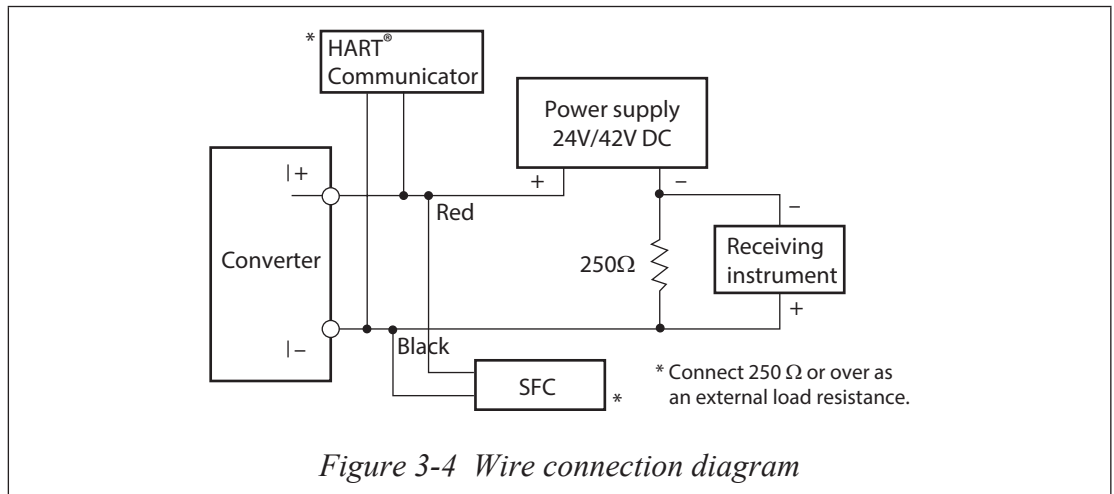 * HART®
Communicator
Power supply
24V/42V DC
I+
+
−
Red
−
Converter
250Ω
Receiving
instrument
+
I−
Black
SFC
*
* Connect 250 Ω or over as
an external load resistance.
Figure 3-4 Wire connection diagram